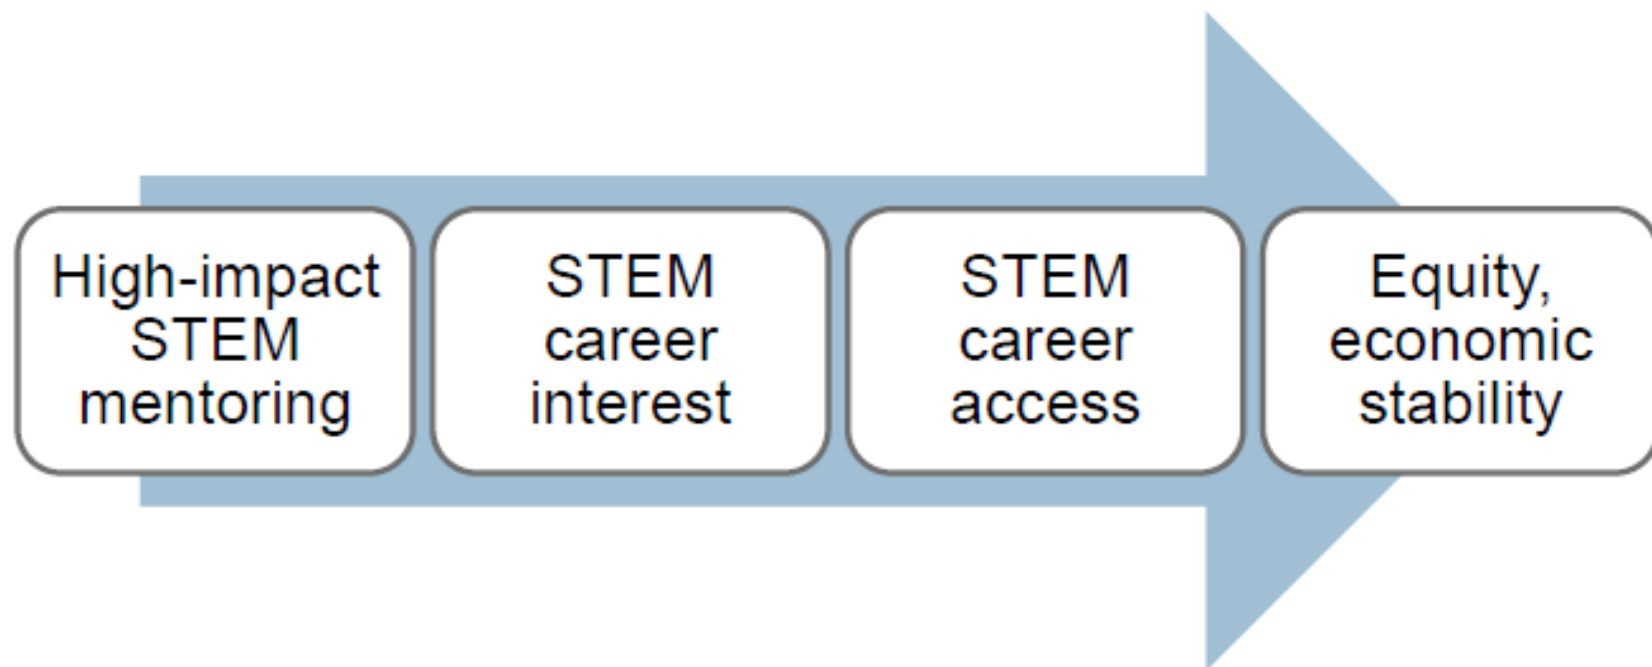 High-impact
STEM
mentoring
STEM
career
interest
STEM
career
access
Equity,
economic
stability